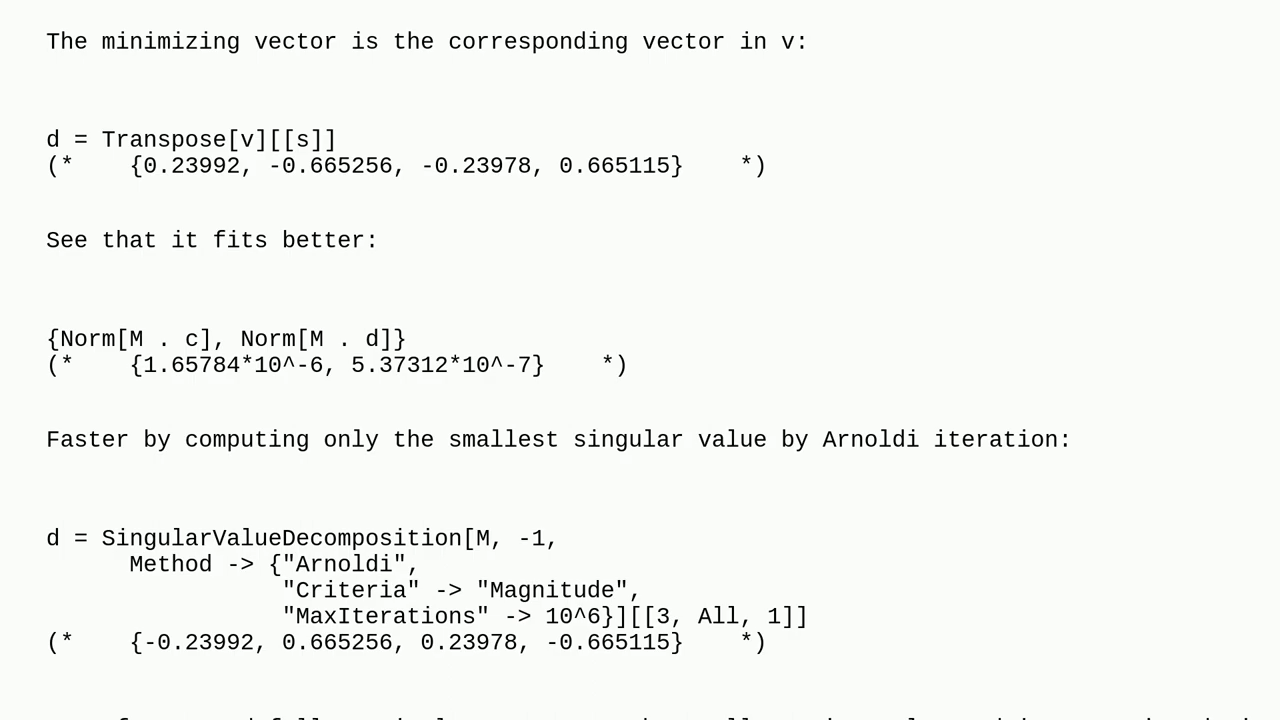 The minimizing vector is the corresponding vector in v:
d = Transpose[v][[s]]
(*    {0.23992, -0.665256, -0.23978, 0.665115}    *)
See that it fits better:
{Norm[M . c], Norm[M . d]}
(*    {1.65784*10^-6, 5.37312*10^-7}    *)
Faster by computing only the smallest singular value by Arnoldi iteration:
d = SingularValueDecomposition[M, -1,
      Method -> {"Arnoldi",
                 "Criteria" -> "Magnitude",
                 "MaxIterations" -> 10^6}][[3, All, 1]]
(*    {-0.23992, 0.665256, 0.23978, -0.665115}    *)